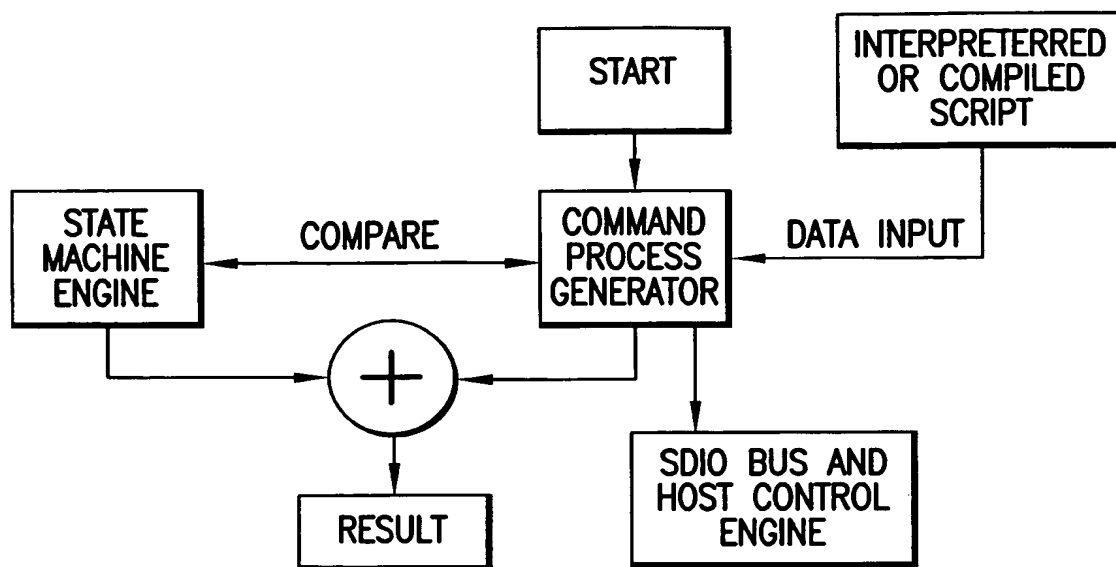 START
INTERPRETERRED
OR COMPILED
SCRIPT
STATE
MACHINE
ENGINE
COMPARE
COMMAND
PROCESS
GENERATOR
DATA INPUT
RESULT
SDIO BUS AND
HOST CONTROL
ENGINE